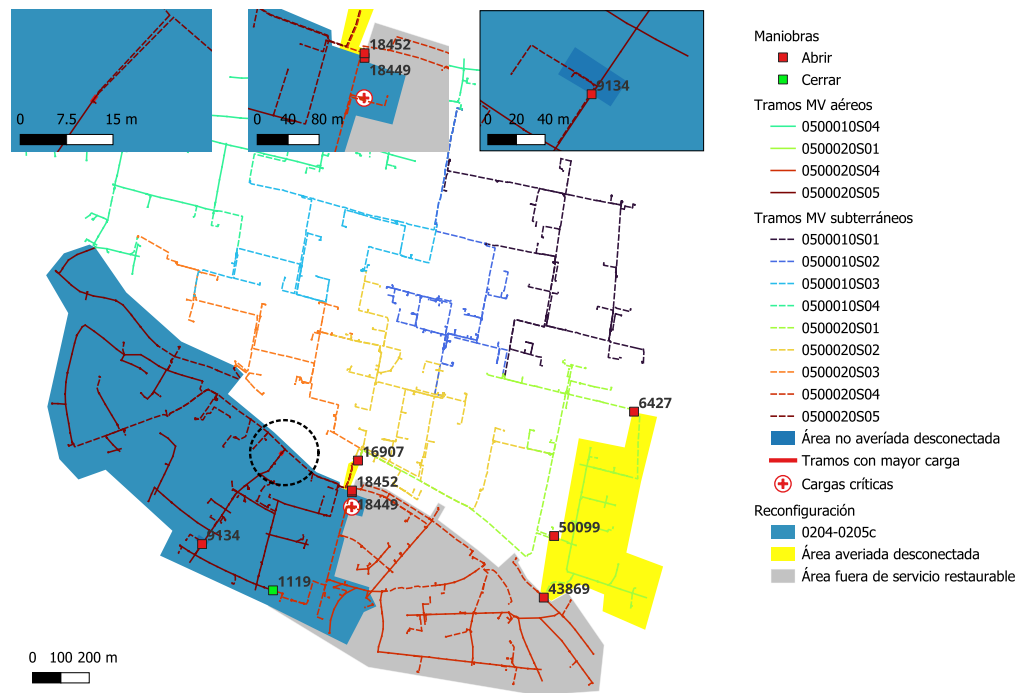 0 7.5 15 m
18452
18449
0 40 80 m
9134
0 20 40 m
6427
16907
18452
18449
50099
9134
1119
43869
0 100 200 m
Maniobras
Abrir
Cerrar
Tramos MV aéreos
0500010S04
0500020S01
0500020S04
0500020S05
Tramos MV subterráneos
0500010S01
0500010S02
0500010S03
0500010S04
0500020S01
0500020S02
0500020S03
0500020S04
0500020S05
Área no averíada desconectada
Tramos con mayor carga
Cargas críticas
Reconfiguración
0204-0205c
Área averiada desconectada
Área fuera de servicio restaurable